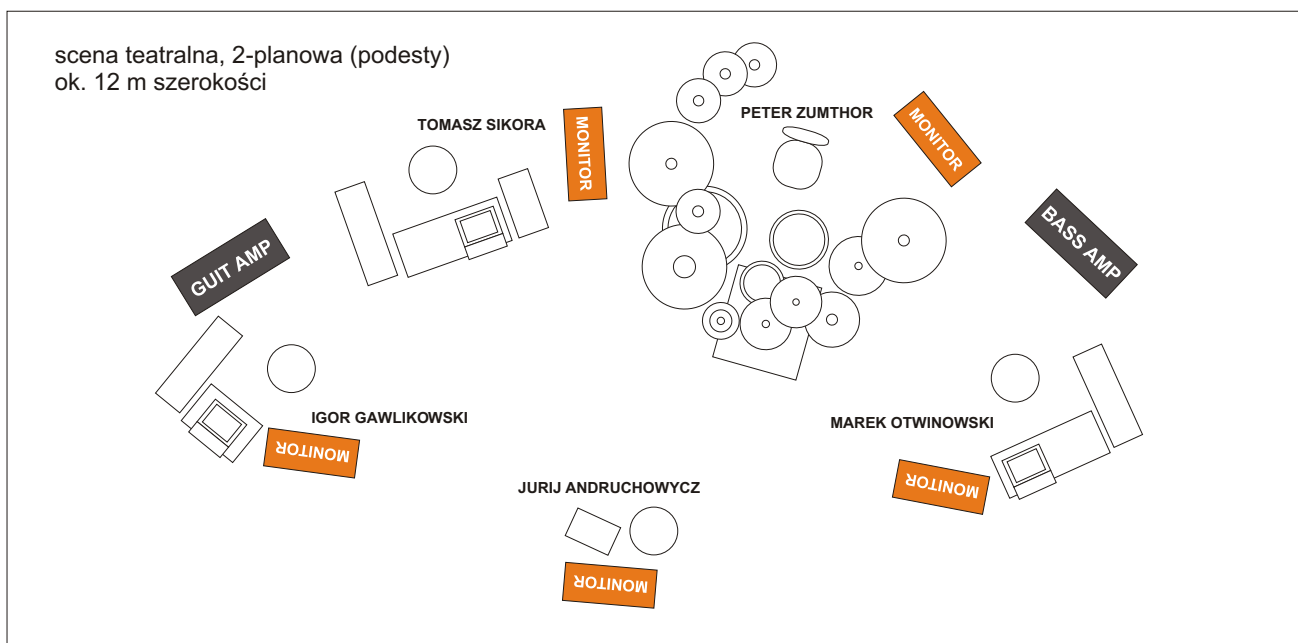 scena teatralna, 2-planowa (podesty)
ok. 12 m szerokości
TOMASZ SIKORA
MONITOR
PETER ZUMTHOR
MONITOR
GUIT AMP
BASS AMP
IGOR GAWLIKOWSKI
MONITOR
MAREK OTWINOWSKI
MONITOR
JURIJ ANDRUCHOWYCZ
MONITOR